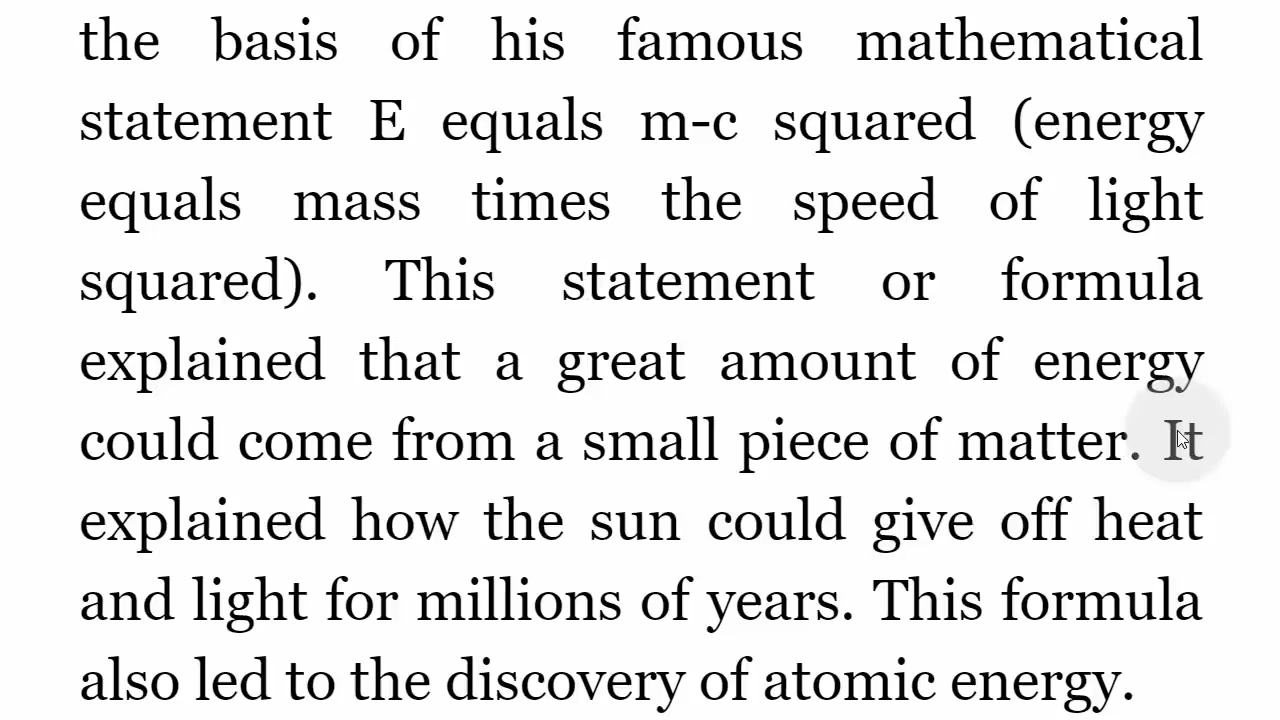 the basis of his famous mathematical
statement E equals m-c squared (energy
equals mass times the speed of light
squared). This statement or formula
explained that a great amount of energy
could come from a small piece of matter. It
explained how the sun could give off heat
and light for millions of years. This formula
also led to the discovery of atomic energy.